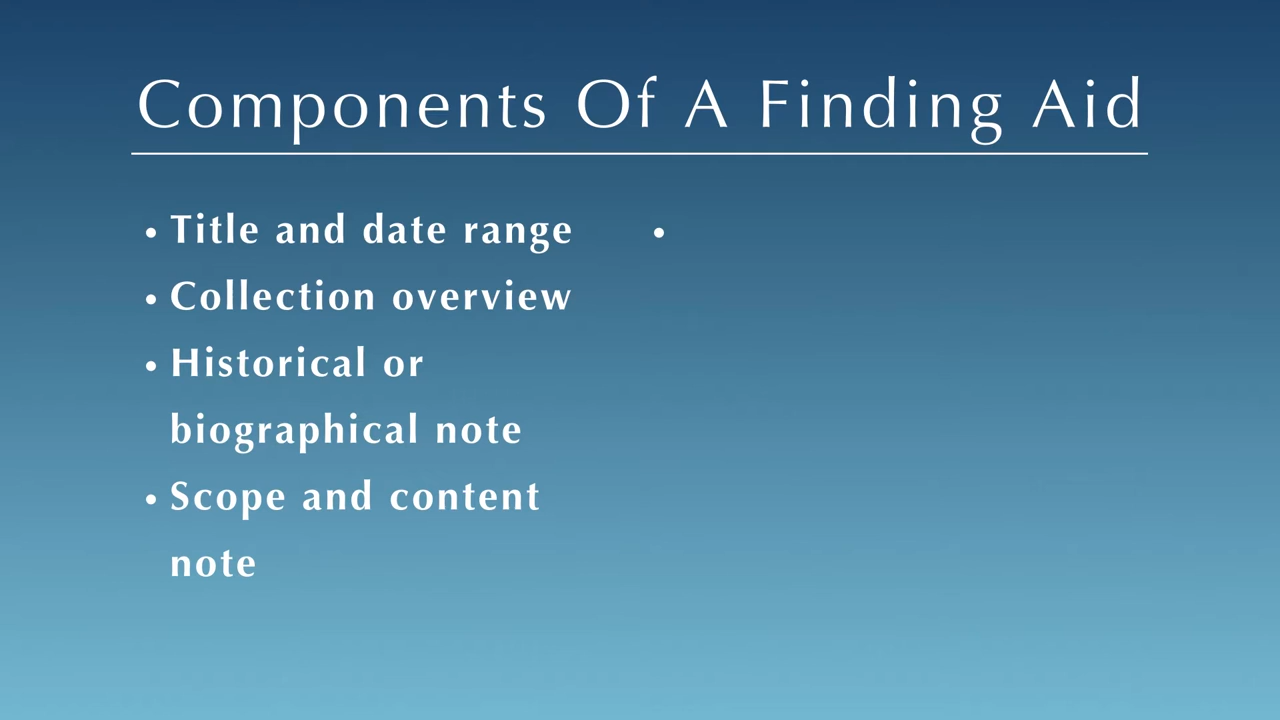 Components Of A Finding Aid
• Title and date range
• Collection overview
• Historical or
biographical note
• Scope and content
note
•